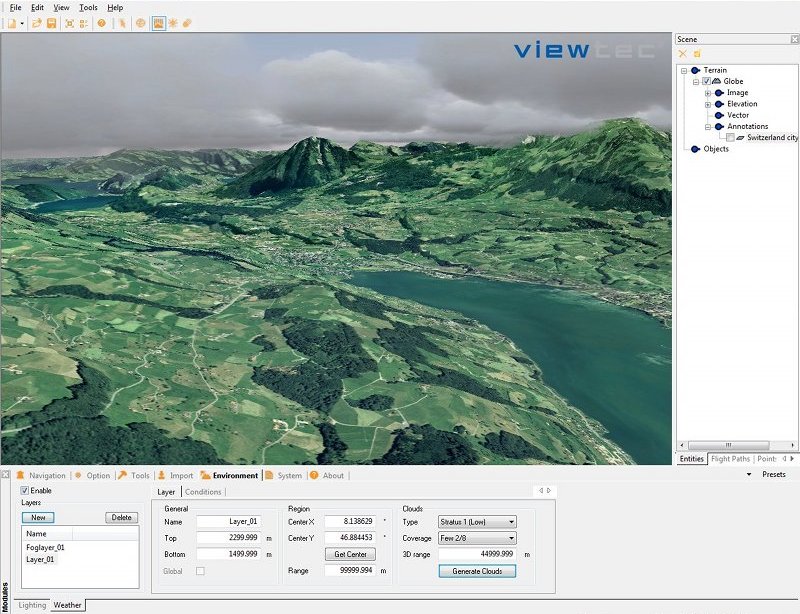 File Edit View Tools Help
viewtec
Scene
Terrain
Globe
Image
Elevation
Vector
Annotations
Switzerland city
Objects
Entities Flight Paths Point
Navigation Option Tools Import Environment System About Presets
Enable
Layers
New Delete
Name
Foglayer_01
Layer_01
Lighting Weather
Modules
Layer Conditions
General
Name Layer_01
Top 2299.999 m
Bottom 1499.999 m
Global
Region
Center X 8.138629 °
Center Y 46.884453 °
Get Center
Range 99999.994 m
Clouds
Type Stratus 1 (Low)
Coverage Few 2/8
3D range 44999.999 m
Generate Clouds